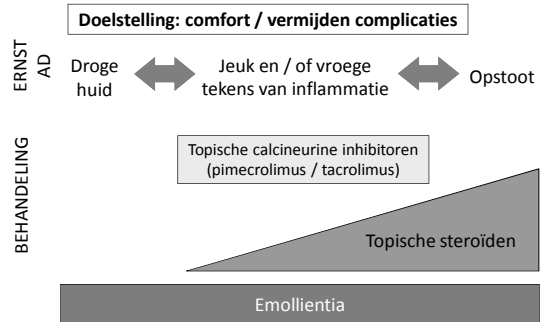 Doelstelling: comfort / vermijden complicaties
ERNST
AD
Droge
huid
Jeuk en / of vroege
tekens van inflammatie
Opstoot
BEHANDELING
Topische calcineurine inhibitoren
(pimecrolimus / tacrolimus)
Topische steroïden
Emollientia